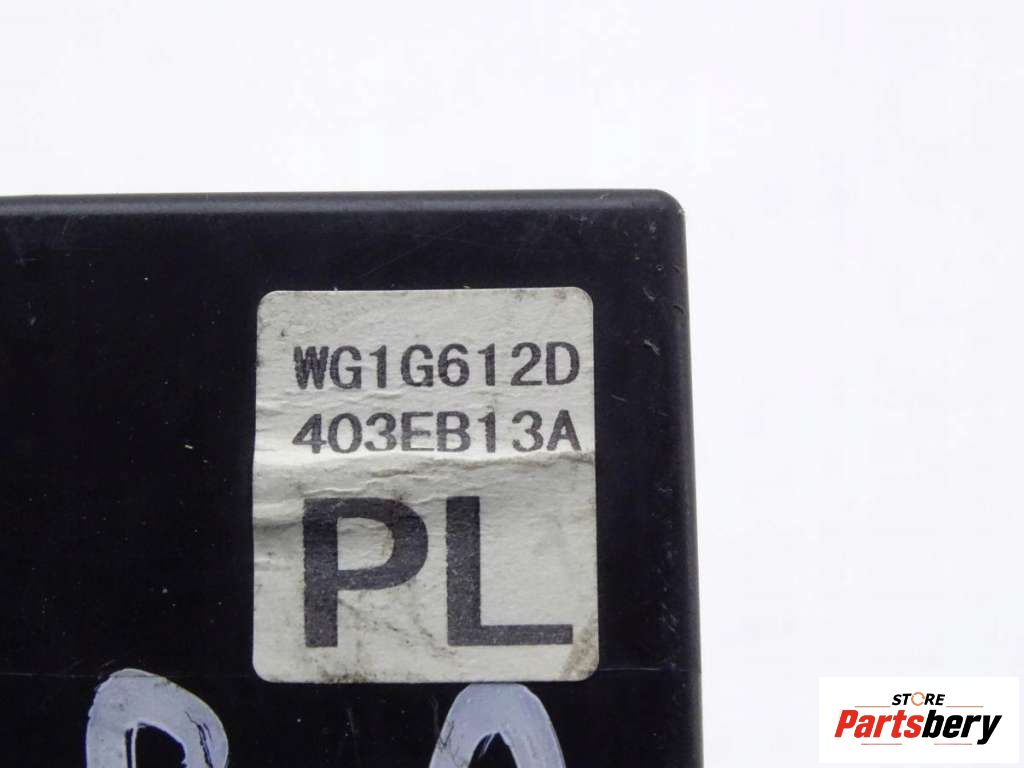 WG1G612D
403EB13A
PL
STORE
Partsbery